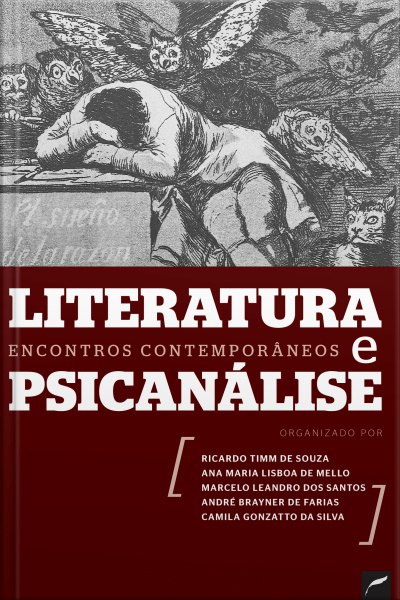 El sueño
de la razon
LITERATURA
ENCONTROS CONTEMPORÂNEOS e
PSICANÁLISE
ORGANIZADO POR
RICARDO TIMM DE SOUZA
ANA MARIA LISBOA DE MELLO
MARCELO LEANDRO DOS SANTOS
ANDRÉ BRAYNER DE FARIAS
CAMILA GONZATTO DA SILVA